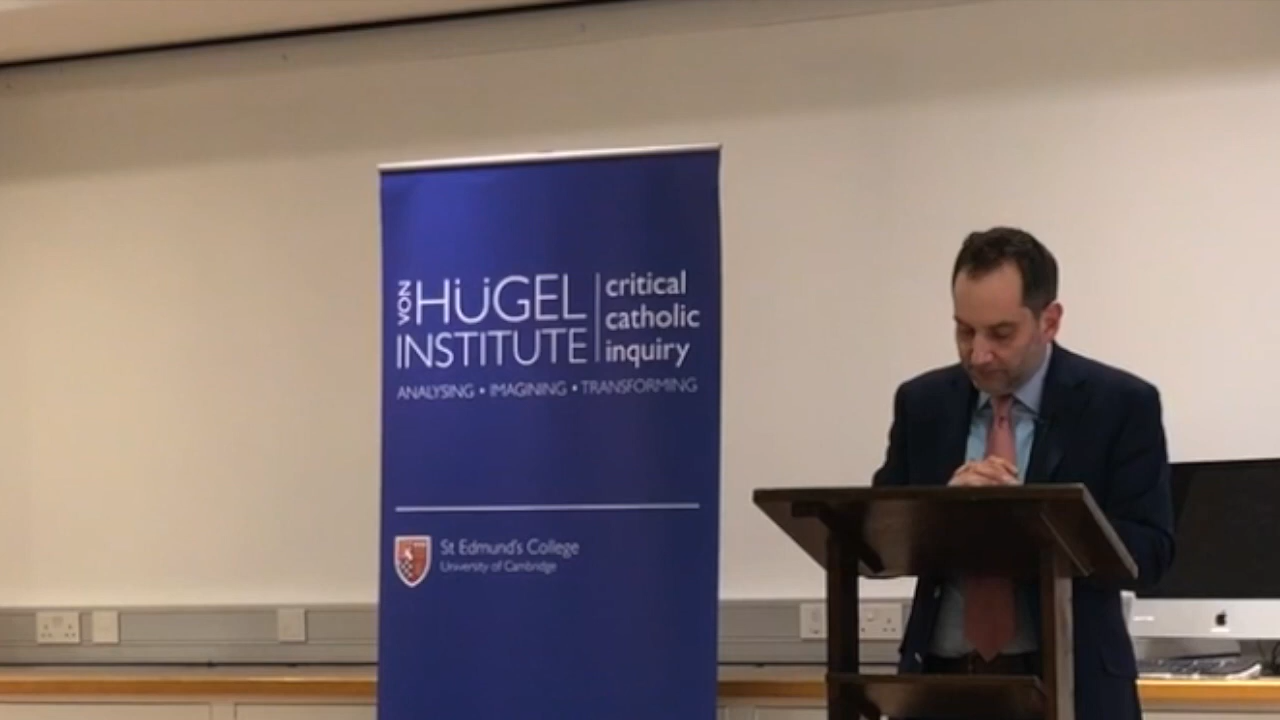 VON HÜGEL
INSTITUTE
critical
catholic
inquiry
ANALYSING • IMAGINING • TRANSFORMING
St Edmund's College
University of Cambridge